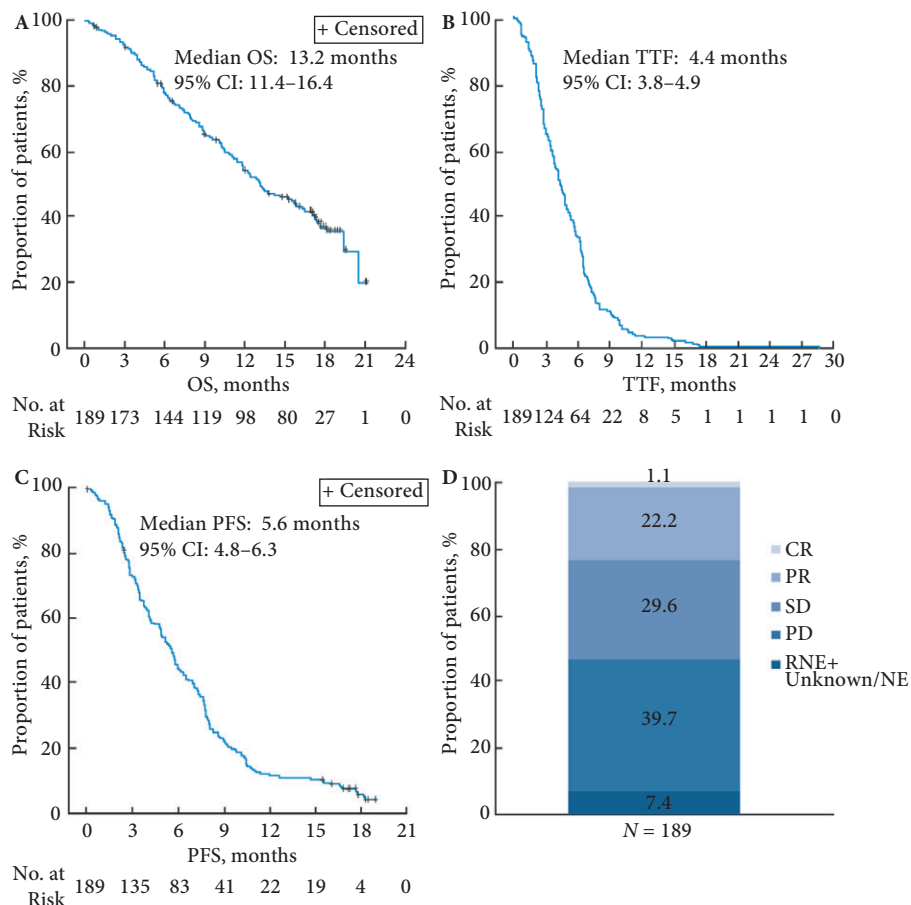 A
+ Censored
Median OS: 13.2 months
95% CI: 11.4–16.4
Proportion of patients, %
100
80
60
40
20
0
0 3 6 9 12 15 18 21 24
OS, months
No. at Risk 189 173 144 119 98 80 27 1 0
B
Median TTF: 4.4 months
95% CI: 3.8–4.9
Proportion of patients, %
100
80
60
40
20
0
0 3 6 9 12 15 18 21 24 27 30
TTF, months
No. at Risk 189 124 64 22 8 5 1 1 1 1 0
C
+ Censored
Median PFS: 5.6 months
95% CI: 4.8–6.3
Proportion of patients, %
100
80
60
40
20
0
0 3 6 9 12 15 18 21
PFS, months
No. at Risk 189 135 83 41 22 19 4 0
D
Proportion of patients, %
100
80
60
40
20
0
1.1
22.2
29.6
39.7
7.4
N = 189
CR
PR
SD
PD
RNE+
Unknown/NE